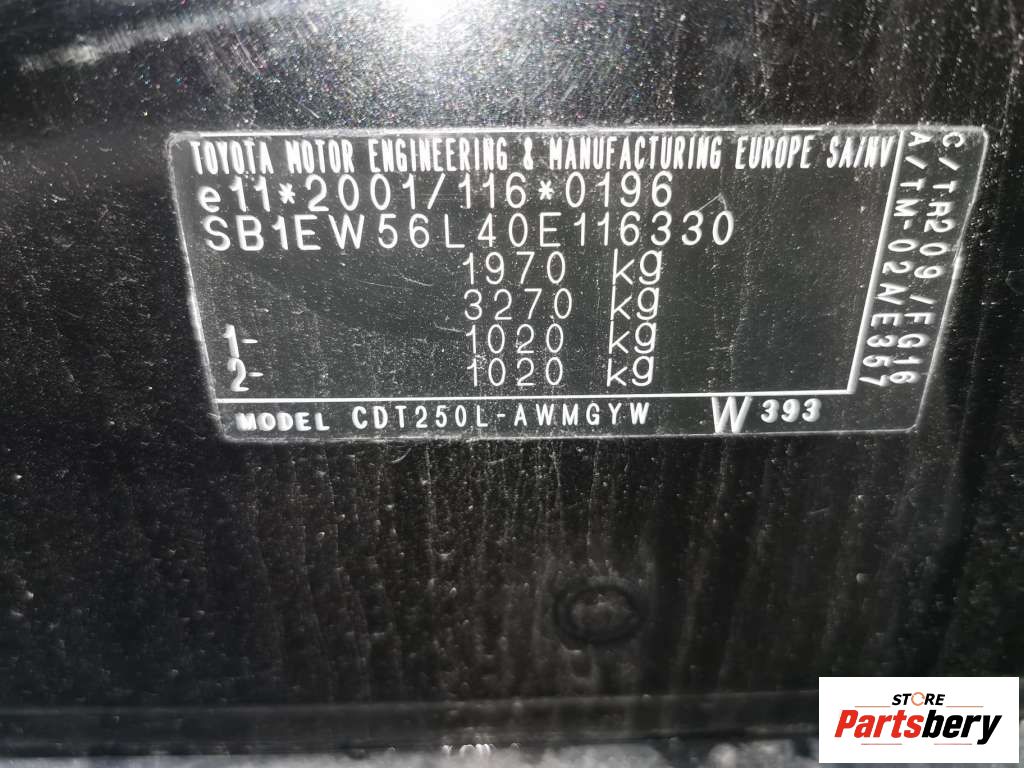 TOYOTA MOTOR ENGINEERING & MANUFACTURING EUROPE SA/NV
e11*2001/116*0196
SB1EW56L40E116330
1970 kg
3270 kg
1- 1020 kg
2- 1020 kg
MODEL CDT250L-AWMGYW W393
C/TR209/FG16
A/TM-02A/E357
STORE
Partsbery